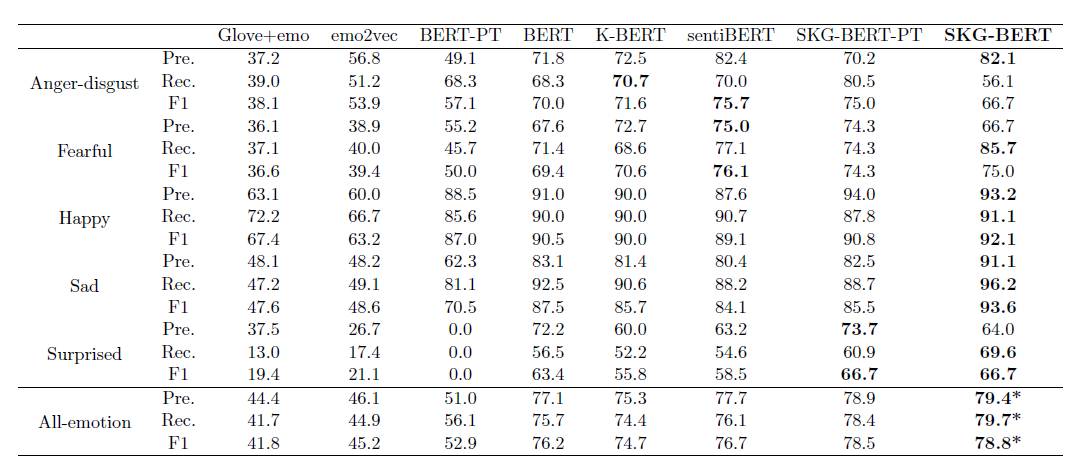 Glove+emo emo2vec BERT-PT BERT K-BERT sentiBERT SKG-BERT-PT SKG-BERT
Pre. 37.2 56.8 49.1 71.8 72.5 82.4 70.2 82.1
Anger-disgust Rec. 39.0 51.2 68.3 68.3 70.7 70.0 80.5 56.1
F1 38.1 53.9 57.1 70.0 71.6 75.7 75.0 66.7
Pre. 36.1 38.9 55.2 67.6 72.7 75.0 74.3 66.7
Fearful Rec. 37.1 40.0 45.7 71.4 68.6 77.1 74.3 85.7
F1 36.6 39.4 50.0 69.4 70.6 76.1 74.3 75.0
Pre. 63.1 60.0 88.5 91.0 90.0 87.6 94.0 93.2
Happy Rec. 72.2 66.7 85.6 90.0 90.0 90.7 87.8 91.1
F1 67.4 63.2 87.0 90.5 90.0 89.1 90.8 92.1
Pre. 48.1 48.2 62.3 83.1 81.4 80.4 82.5 91.1
Sad Rec. 47.2 49.1 81.1 92.5 90.6 88.2 88.7 96.2
F1 47.6 48.6 70.5 87.5 85.7 84.1 85.5 93.6
Pre. 37.5 26.7 0.0 72.2 60.0 63.2 73.7 64.0
Surprised Rec. 13.0 17.4 0.0 56.5 52.2 54.6 60.9 69.6
F1 19.4 21.1 0.0 63.4 55.8 58.5 66.7 66.7
Pre. 44.4 46.1 51.0 77.1 75.3 77.7 78.9 79.4*
All-emotion Rec. 41.7 44.9 56.1 75.7 74.4 76.1 78.4 79.7*
F1 41.8 45.2 52.9 76.2 74.7 76.7 78.5 78.8*